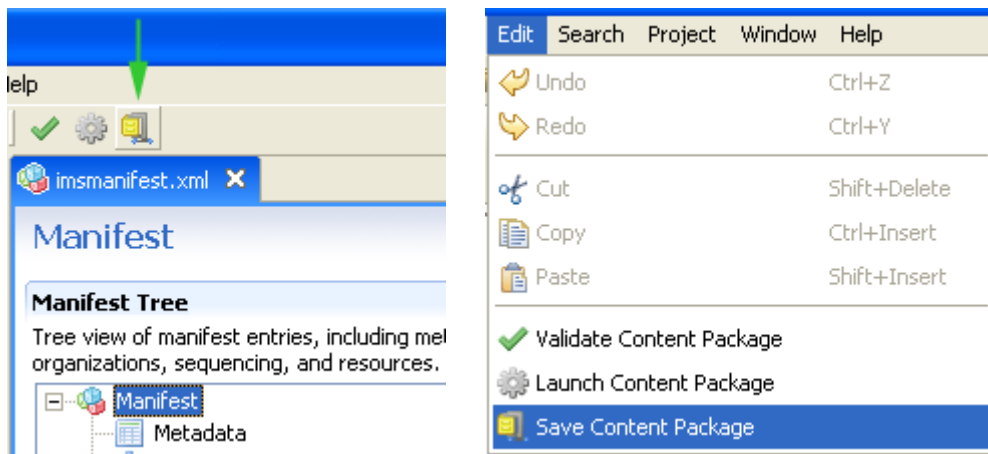 elp
imsmanifest.xml
Manifest
Manifest Tree
Tree view of manifest entries, including me
organizations, sequencing, and resources.
Manifest
Metadata
Edit Search Project Window Help
Undo Ctrl+Z
Redo Ctrl+Y
Cut Shift+Delete
Copy Ctrl+Insert
Paste Shift+Insert
Validate Content Package
Launch Content Package
Save Content Package